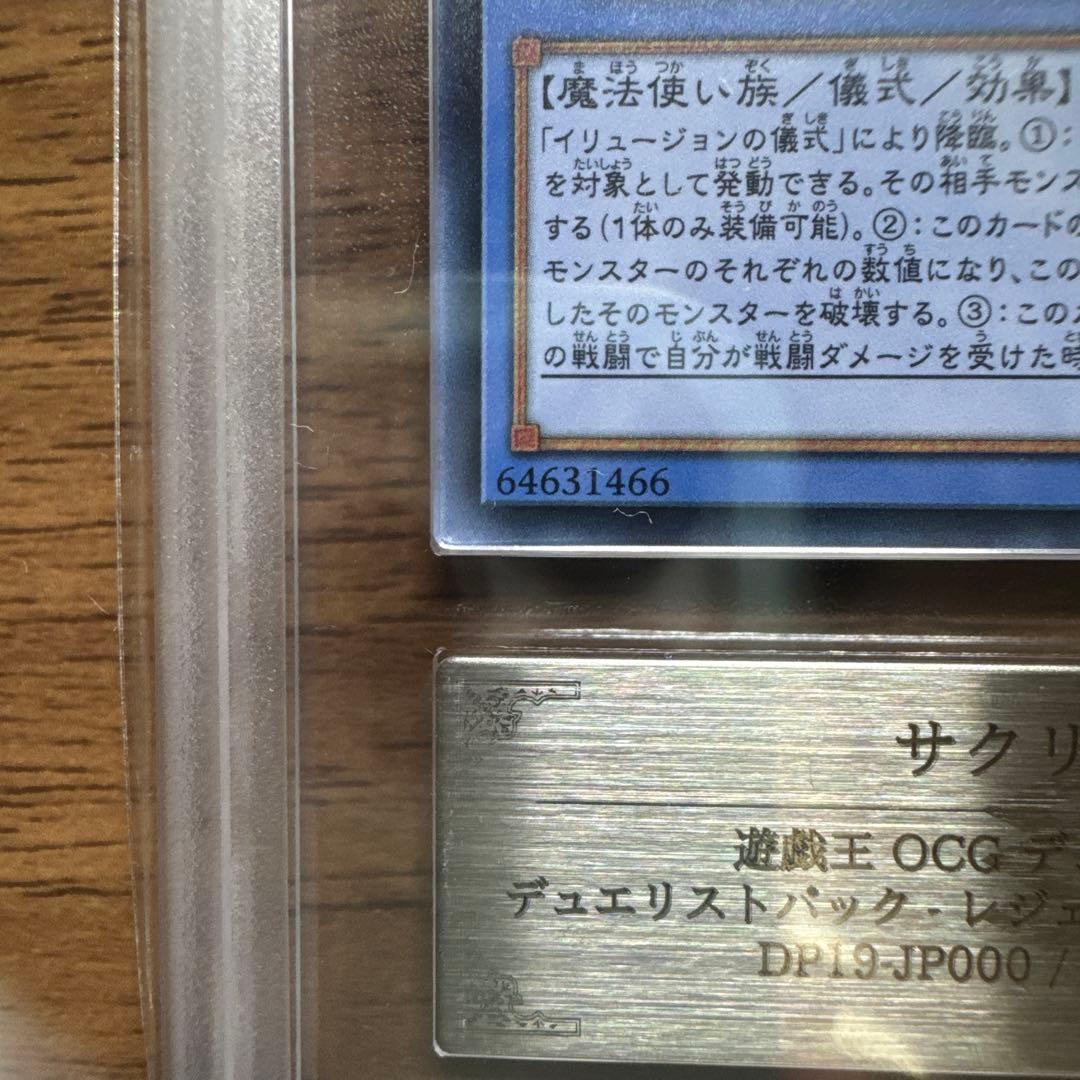 【魔法使い族／儀式／効果】
「イリュージョンの儀式」により降臨。①：
を対象として発動できる。その相手モンス
する(1体のみ装備可能)。②：このカードの
モンスターのそれぞれの数値になり、この
したそのモンスターを破壊する。③：このカ
の戦闘で自分が戦闘ダメージを受けた時
64631466
サクリ
遊戯王 OCG デュ
デュエリストパック - レジェ
DP19-JP000 /